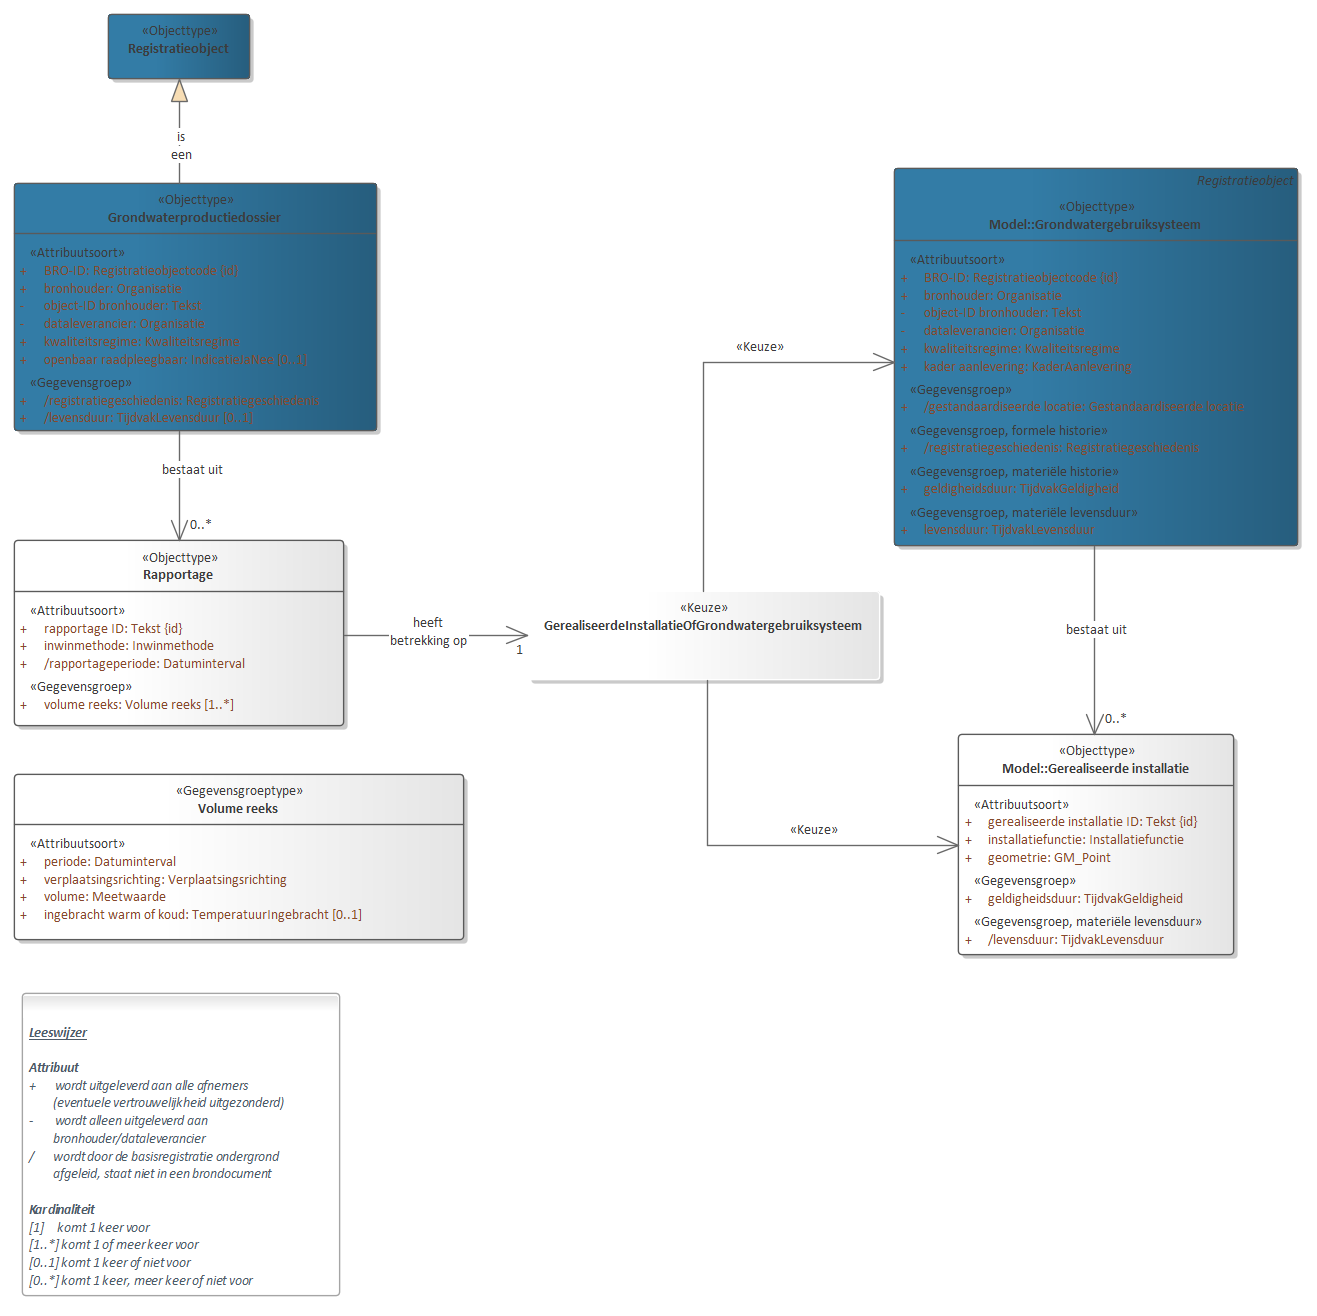 «Objecttype»
Registratieobject
is
een
«Objecttype»
Grondwaterproductiedossier
«Attribuutsoort»
+ BRO-ID: Registratieobjectcode {id}
+ bronhouder: Organisatie
- object-ID bronhouder: Tekst
- dataleverancier: Organisatie
+ kwaliteitsregime: Kwaliteitsregime
+ openbaar raadpleegbaar: IndicatieJaNee [0..1]
«Gegevensgroep»
+ /registratiegeschiedenis: Registratiegeschiedenis
+ /levensduur: TijdvakLevensduur [0..1]
bestaat uit
0..*
«Objecttype»
Rapportage
«Attribuutsoort»
+ rapportage ID: Tekst {id}
+ inwinmethode: Inwinmethode
+ /rapportageperiode: Datuminterval
«Gegevensgroep»
+ volume reeks: Volume reeks [1..*]
heeft
betrekking op
1
«Keuze»
GerealiseerdeInstallatieOfGrondwatergebruiksysteem
«Keuze»
«Keuze»
Registratieobject
«Objecttype»
Model::Grondwatergebruiksysteem
«Attribuutsoort»
+ BRO-ID: Registratieobjectcode {id}
+ bronhouder: Organisatie
- object-ID bronhouder: Tekst
- dataleverancier: Organisatie
+ kwaliteitsregime: Kwaliteitsregime
+ kader aanlevering: KaderAanlevering
«Gegevensgroep»
+ /gestandaardiseerde locatie: Gestandaardiseerde locatie
«Gegevensgroep, formele historie»
+ /registratiegeschiedenis: Registratiegeschiedenis
«Gegevensgroep, materiële historie»
+ geldigheidsduur: TijdvakGeldigheid
«Gegevensgroep, materiële levensduur»
+ levensduur: TijdvakLevensduur
bestaat uit
0..*
«Objecttype»
Model::Gerealiseerde installatie
«Attribuutsoort»
+ gerealiseerde installatie ID: Tekst {id}
+ installatiefunctie: Installatiefunctie
+ geometrie: GM_Point
«Gegevensgroep»
+ geldigheidsduur: TijdvakGeldigheid
«Gegevensgroep, materiële levensduur»
+ /levensduur: TijdvakLevensduur
«Gegevensgroeptype»
Volume reeks
«Attribuutsoort»
+ periode: Datuminterval
+ verplaatsingsrichting: Verplaatsingsrichting
+ volume: Meetwaarde
+ ingebracht warm of koud: TemperatuurIngebracht [0..1]
Leeswijzer
Attribuut
+ wordt uitgeleverd aan alle afnemers
(eventuele vertrouwelijkheid uitgezonderd)
- wordt alleen uitgeleverd aan
bronhouder/dataleverancier
/ wordt door de basisregistratie ondergrond
afgeleid, staat niet in een brondocument
Kardinaliteit
[1] komt 1 keer voor
[1..*] komt 1 of meer keer voor
[0..1] komt 1 keer of niet voor
[0..*] komt 1 keer, meer keer of niet voor